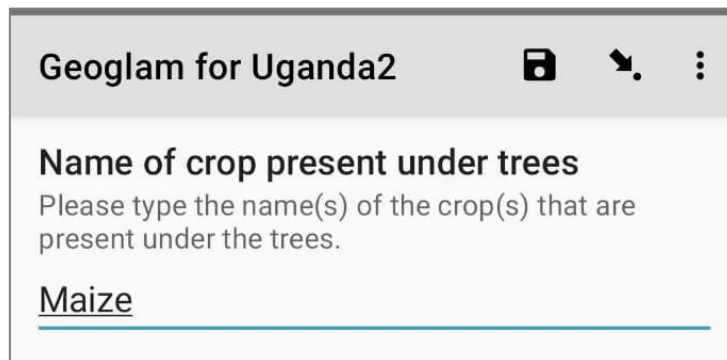 Geoglam for Uganda2
Name of crop present under trees
Please type the name(s) of the crop(s) that are
present under the trees.
Maize